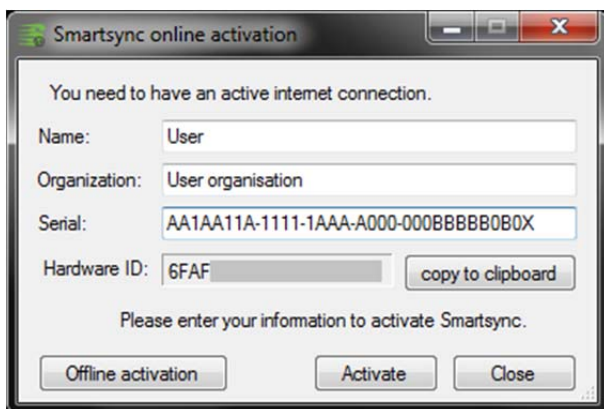 Smartsync online activation
You need to have an active internet connection.
Name: User
Organization: User organisation
Serial: AA1AA11A-1111-1AAA-A000-000BBBBB0B0X
Hardware ID: 6FAF copy to clipboard
Please enter your information to activate Smartsync.
Offline activation Activate Close